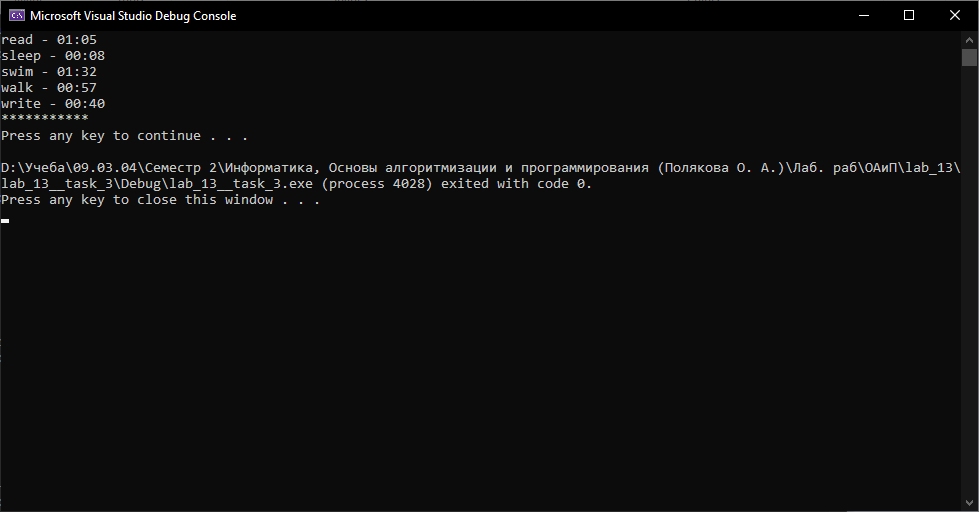 Microsoft Visual Studio Debug Console
read - 01:05
sleep - 00:08
swim - 01:32
walk - 00:57
write - 00:40
***********
Press any key to continue . . .
D:\Учеба\09.03.04\Семестр 2\Информатика, Основы алгоритмизации и программирования (Полякова О. А.)\Лаб. раб\ОАиП\lab_13\
lab_13__task_3\Debug\lab_13__task_3.exe (process 4028) exited with code 0.
Press any key to close this window . . .